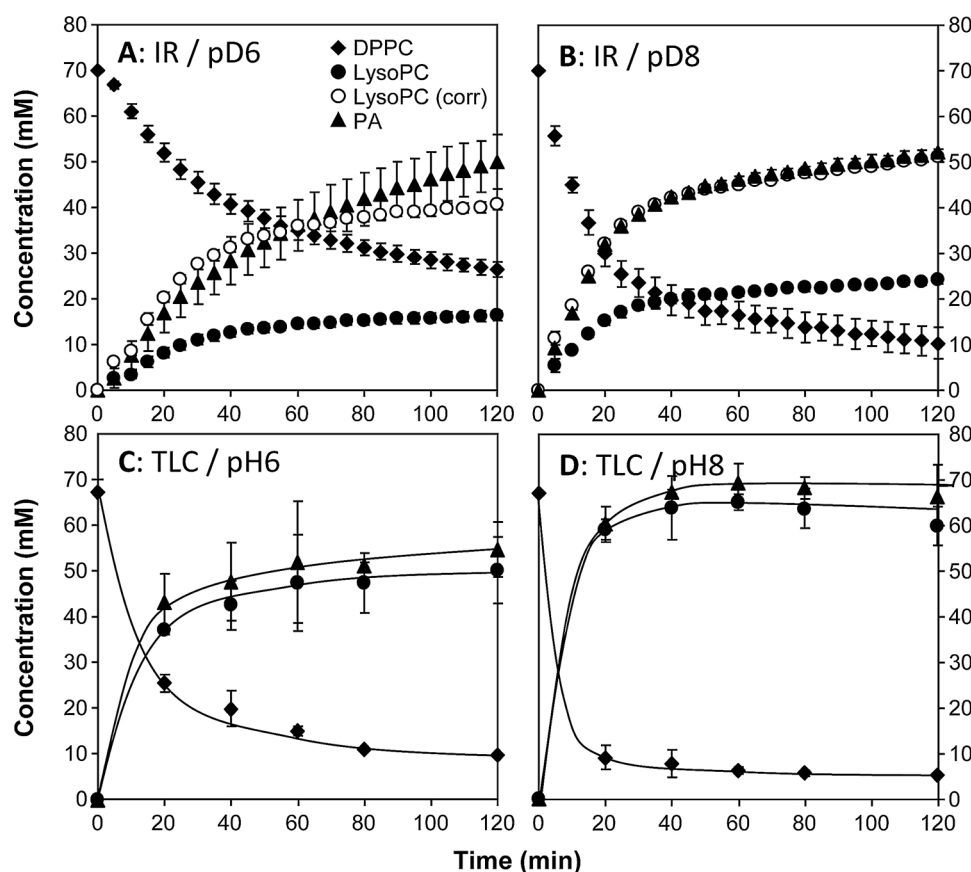 A: IR / pD6
DPPC
LysoPC
LysoPC (corr)
PA
B: IR / pD8
Concentration (mM)
80
70
60
50
40
30
20
10
0
80
70
60
50
40
30
20
10
0
0 20 40 60 80 100 120
0 20 40 60 80 100 120
C: TLC / pH6
D: TLC / pH8
Concentration (mM)
80
70
60
50
40
30
20
10
0
80
70
60
50
40
30
20
10
0
0 20 40 60 80 100 120
0 20 40 60 80 100 120
Time (min)